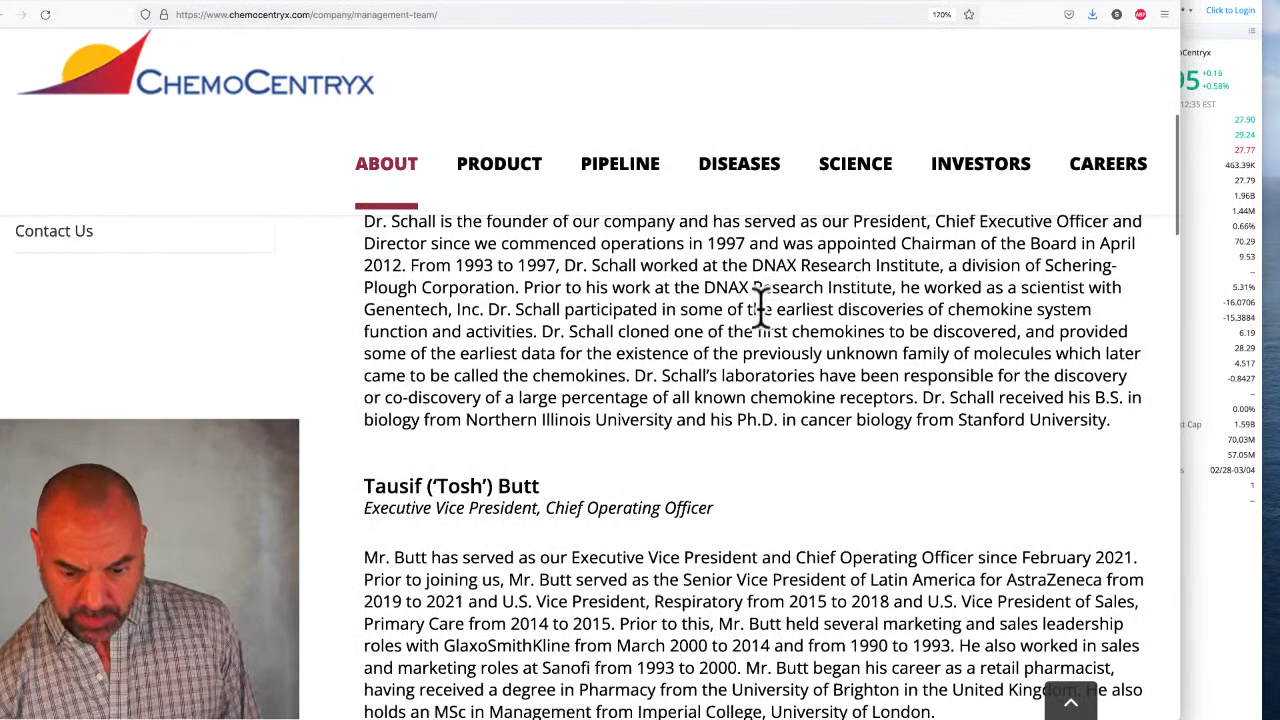 https://www.chemocentryx.com/company/management-team/
170%
Click to Login
CHEMOCENTRYX
ABOUT
PRODUCT
PIPELINE
DISEASES
SCIENCE
INVESTORS
CAREERS
Contact Us
Dr. Schall is the founder of our company and has served as our President, Chief Executive Officer and
Director since we commenced operations in 1997 and was appointed Chairman of the Board in April
2012. From 1993 to 1997, Dr. Schall worked at the DNAX Research Institute, a division of Schering-
Plough Corporation. Prior to his work at the DNAX Research Institute, he worked as a scientist with
Genentech, Inc. Dr. Schall participated in some of the earliest discoveries of chemokine system
function and activities. Dr. Schall cloned one of the first chemokines to be discovered, and provided
some of the earliest data for the existence of the previously unknown family of molecules which later
came to be called the chemokines. Dr. Schall's laboratories have been responsible for the discovery
or co-discovery of a large percentage of all known chemokine receptors. Dr. Schall received his B.S. in
biology from Northern Illinois University and his Ph.D. in cancer biology from Stanford University.
Tausif ('Tosh') Butt
Executive Vice President, Chief Operating Officer
Mr. Butt has served as our Executive Vice President and Chief Operating Officer since February 2021.
Prior to joining us, Mr. Butt served as the Senior Vice President of Latin America for AstraZeneca from
2019 to 2021 and U.S. Vice President, Respiratory from 2015 to 2018 and U.S. Vice President of Sales,
Primary Care from 2014 to 2015. Prior to this, Mr. Butt held several marketing and sales leadership
roles with GlaxoSmithKline from March 2000 to 2014 and from 1990 to 1993. He also worked in sales
and marketing roles at Sanofi from 1993 to 2000. Mr. Butt began his career as a retail pharmacist,
having received a degree in Pharmacy from the University of Brighton in the United Kingdom. He also
holds an MSc in Management from Imperial College, University of London.
oCentryx
95
+0.16
+0.58%
12:35 EST
27.90
29.24
27.77
463.39K
27.79
1.96B
1.44M
0.66%
70.29
9.53
--
5.31%
-16.0706
-15.3884
6.19
28.29
4.517
-0.8427
--
0.00%
kt Cap 1.59B
70.03M
57.05M
s 02/28-03/04
1
--